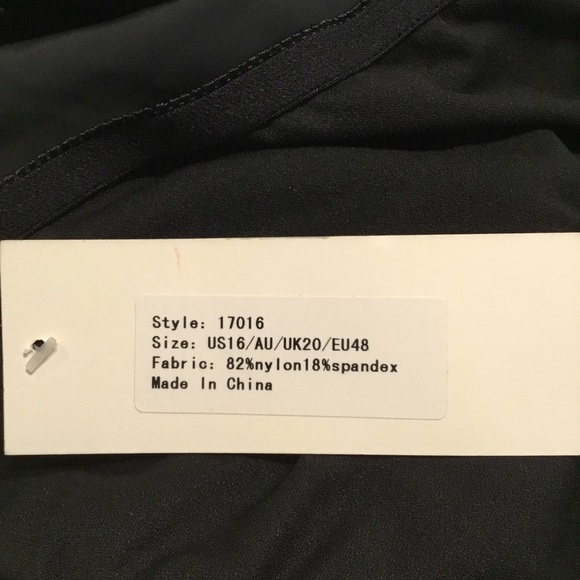 Style: 17016
Size: US16/AU/UK20/EU48
Fabric: 82%nylon18%spandex
Made In China